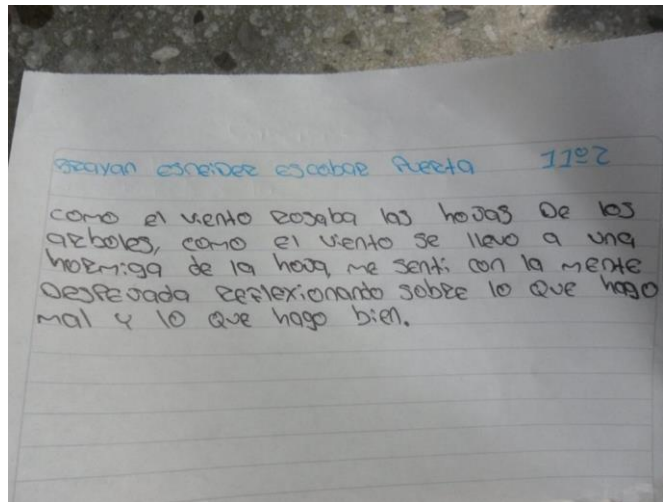 Brayan esneider escobar Puerta 11º2
como el viento rosaba las hojas De los
arboles, como el viento se llevo a una
hormiga de la hoja, me senti con la mente
Despejada reflexionando sobre lo que hago
mal y lo que hago bien.